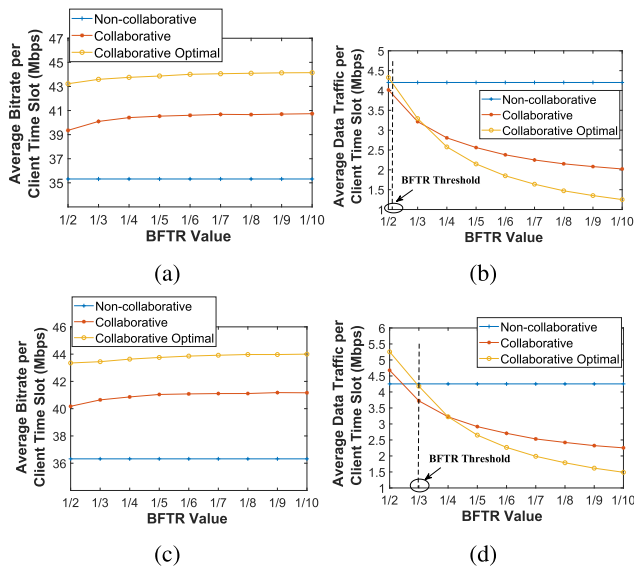 (a)
Non-collaborative
Collaborative
Collaborative Optimal
Average Bitrate per
Client Time Slot (Mbps)
47
45
43
41
39
37
35
1/2 1/3 1/4 1/5 1/6 1/7 1/8 1/9 1/10
BFTR Value
Average Data Traffic per
Client Time Slot (Mbps)
5
4.5
4
3.5
3
2.5
2
1.5
1
Non-collaborative
Collaborative
Collaborative Optimal
BFTR Threshold
1/2 1/3 1/4 1/5 1/6 1/7 1/8 1/9 1/10
BFTR Value
(b)
Non-collaborative
Collaborative
Collaborative Optimal
Average Bitrate per
Client Time Slot (Mbps)
46
44
42
40
38
36
1/2 1/3 1/4 1/5 1/6 1/7 1/8 1/9 1/10
BFTR Value
(c)
Average Data Traffic per
Client Time Slot (Mbps)
6
5.5
5
4.5
4
3.5
3
2.5
2
1.5
1
Non-collaborative
Collaborative
Collaborative Optimal
BFTR Threshold
1/2 1/3 1/4 1/5 1/6 1/7 1/8 1/9 1/10
BFTR Value
(d)